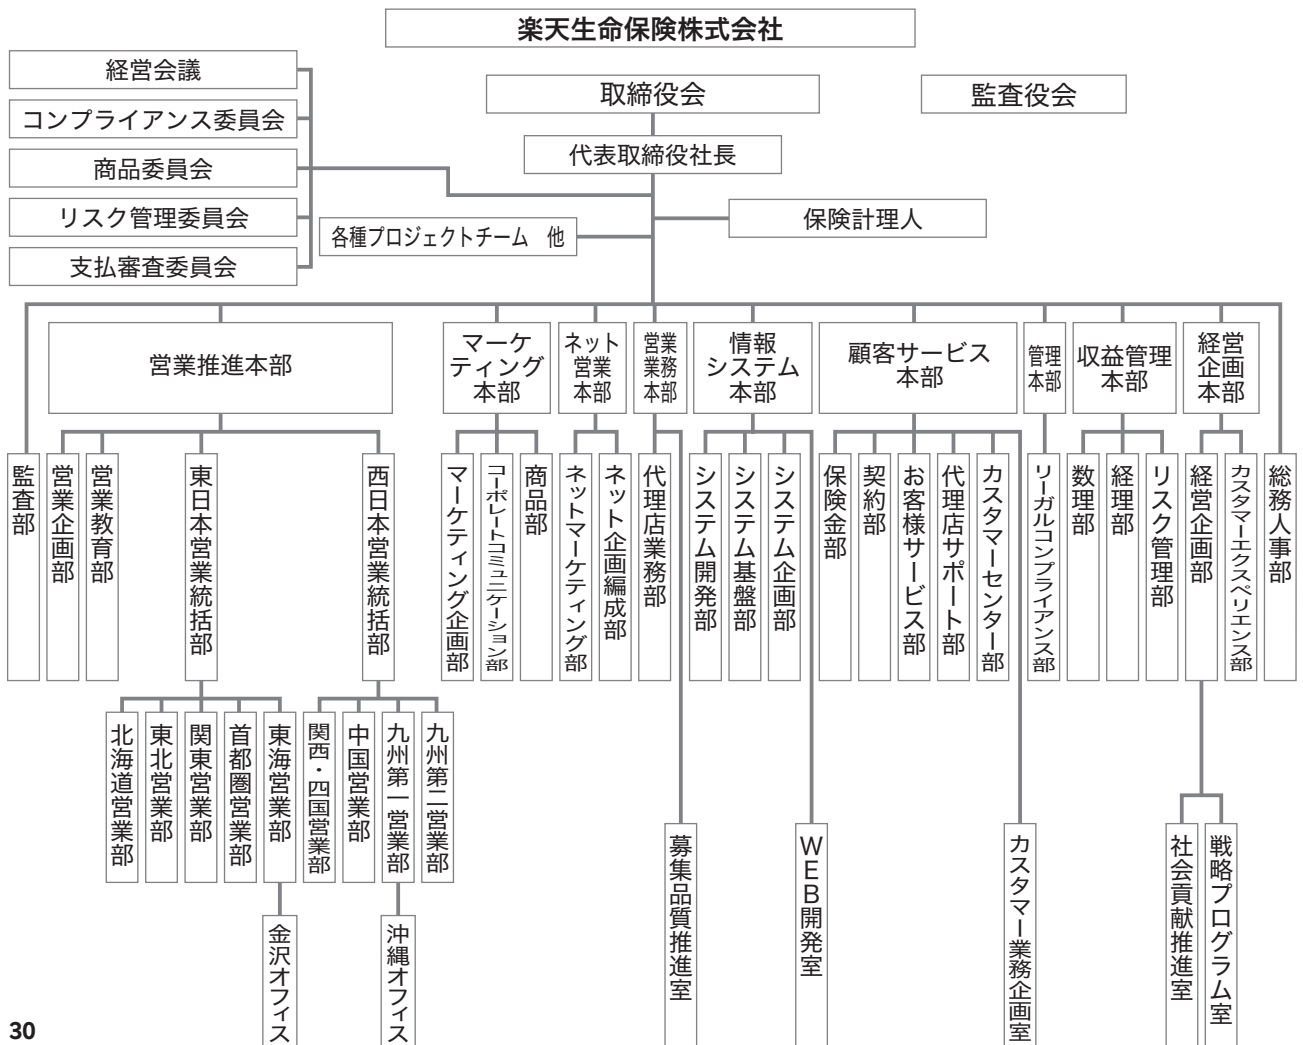 楽天生命保険株式会社
経営会議
コンプライアンス委員会
商品委員会
リスク管理委員会
支払審査委員会
取締役会
監査役会
代表取締役社長
保険計理人
各種プロジェクトチーム　他
営業推進本部
マーケ
ティング
本部
ネット
営業
本部
営業
業務
本部
情報
システム
本部
顧客サービス
本部
管理
本部
収益管理
本部
経営
企画
本部
監査部
営業企画部
営業教育部
東日本営業統括部
西日本営業統括部
マーケティング企画部
コーポレートコミュニケーション部
商品部
ネットマーケティング部
ネット企画編成部
代理店業務部
システム開発部
システム基盤部
システム企画部
保険金部
契約部
お客様サービス部
代理店サポート部
カスタマーセンター部
リーガルコンプライアンス部
数理部
経理部
リスク管理部
経営企画部
カスタマーエクスペリエンス部
総務人事部
北海道営業部
東北営業部
関東営業部
首都圏営業部
東海営業部
関西・四国営業部
中国営業部
九州第一営業部
九州第二営業部
募集品質推進室
WEB開発室
カスタマー業務企画室
社会貢献推進室
戦略プログラム室
金沢オフィス
沖縄オフィス
30